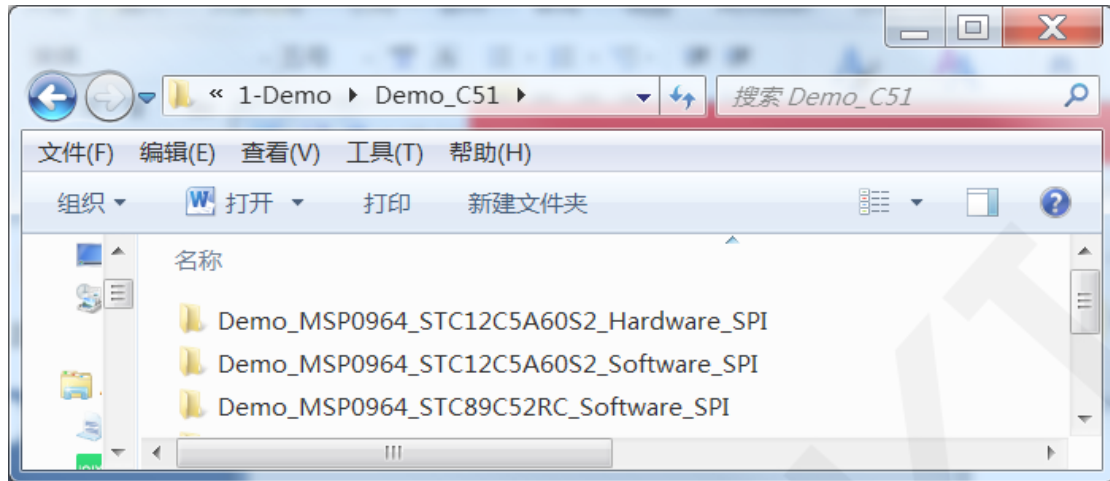 « 1-Demo ▸ Demo_C51 ▸ 搜索 Demo_C51
文件(F) 编辑(E) 查看(V) 工具(T) 帮助(H)
组织 打开 打印 新建文件夹
名称
Demo_MSP0964_STC12C5A60S2_Hardware_SPI
Demo_MSP0964_STC12C5A60S2_Software_SPI
Demo_MSP0964_STC89C52RC_Software_SPI